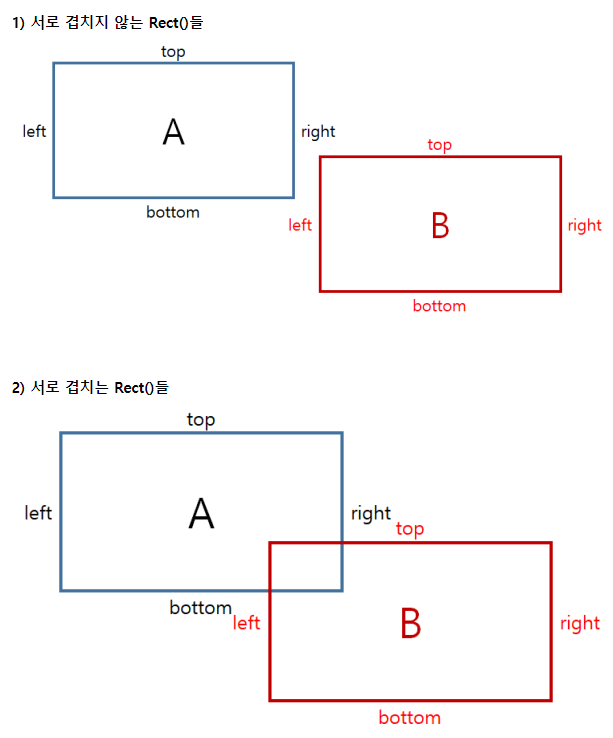 1) 서로 겹치지 않는 Rect()들
top
left
A
right
top
bottom
left
B
right
bottom
2) 서로 겹치는 Rect()들
top
left
A
right
top
bottom
left
B
right
bottom